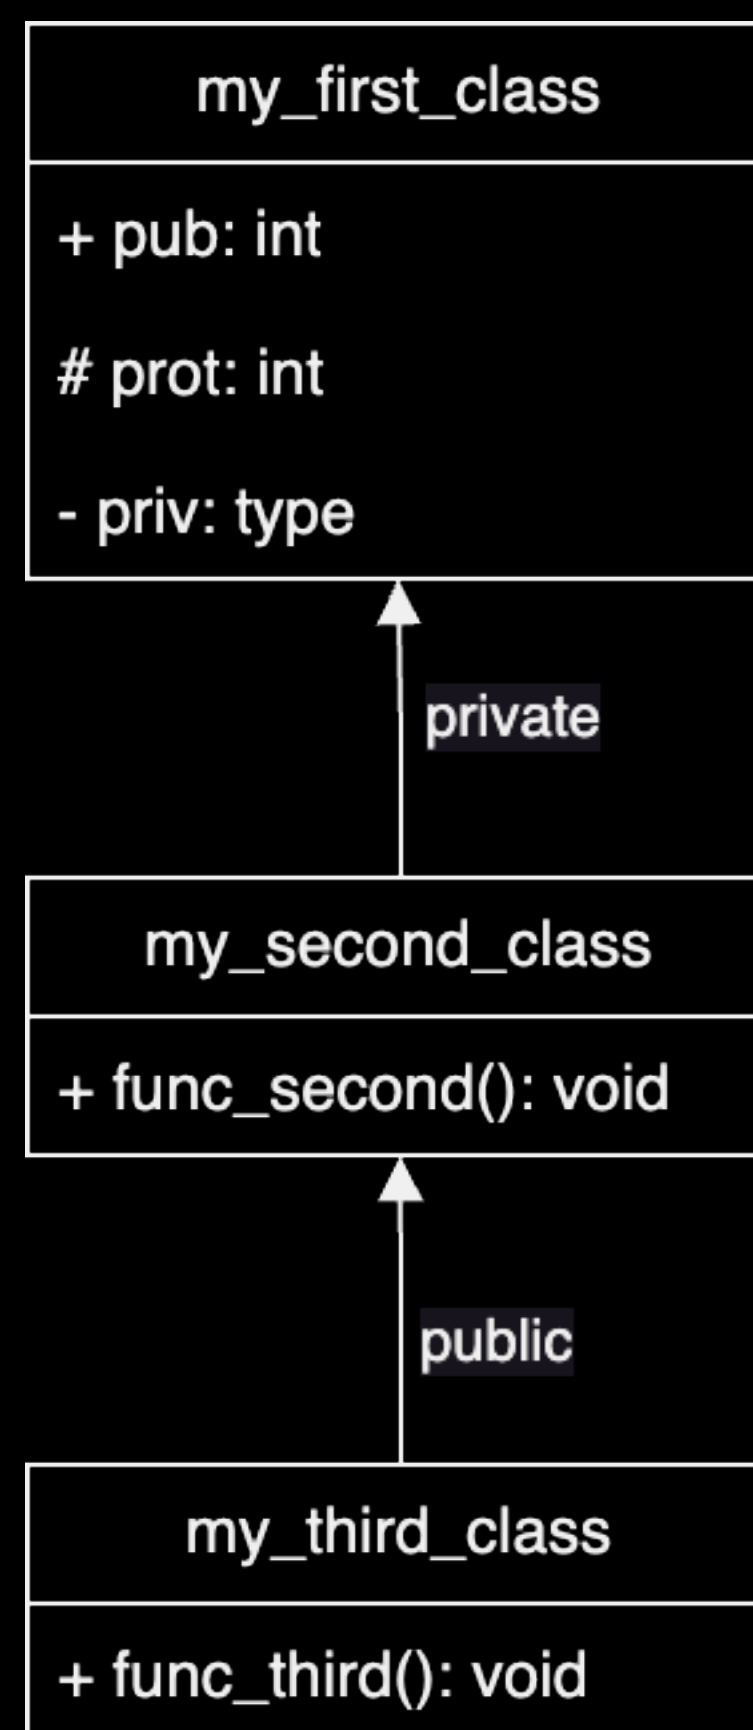 my_first_class
+ pub: int
# prot: int
- priv: type
private
my_second_class
+ func_second(): void
public
my_third_class
+ func_third(): void